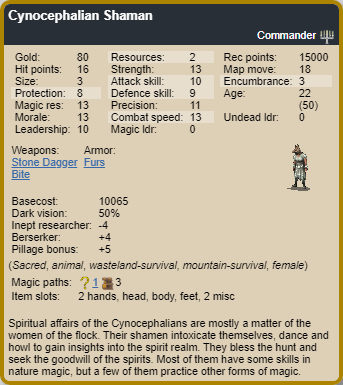 Cynocephalian Shaman
Commander
Gold: 80 Resources: 2 Rec points: 15000
Hit points: 16 Strength: 13 Map move: 18
Size: 3 Attack skill: 10 Encumbrance: 3
Protection: 8 Defence skill: 9 Age: 22
Magic res: 13 Precision: 11 (50)
Morale: 13 Combat speed: 13 Undead ldr: 0
Leadership: 10 Magic ldr: 0
Weapons: Armor:
Stone Dagger Furs
Bite
Basecost: 10065
Dark vision: 50%
Inept researcher: -4
Berserker: +4
Pillage bonus: +5
(Sacred, animal, wasteland-survival, mountain-survival, female)
Magic paths: ? 1 3
Item slots: 2 hands, head, body, feet, 2 misc
Spiritual affairs of the Cynocephalians are mostly a matter of the
women of the flock. Their shamen intoxicate themselves, dance and
howl to gain insights into the spirit realm. They bless the hunt and
seek the goodwill of the spirits. Most of them have some skills in
nature magic, but a few of them practice other forms of magic.